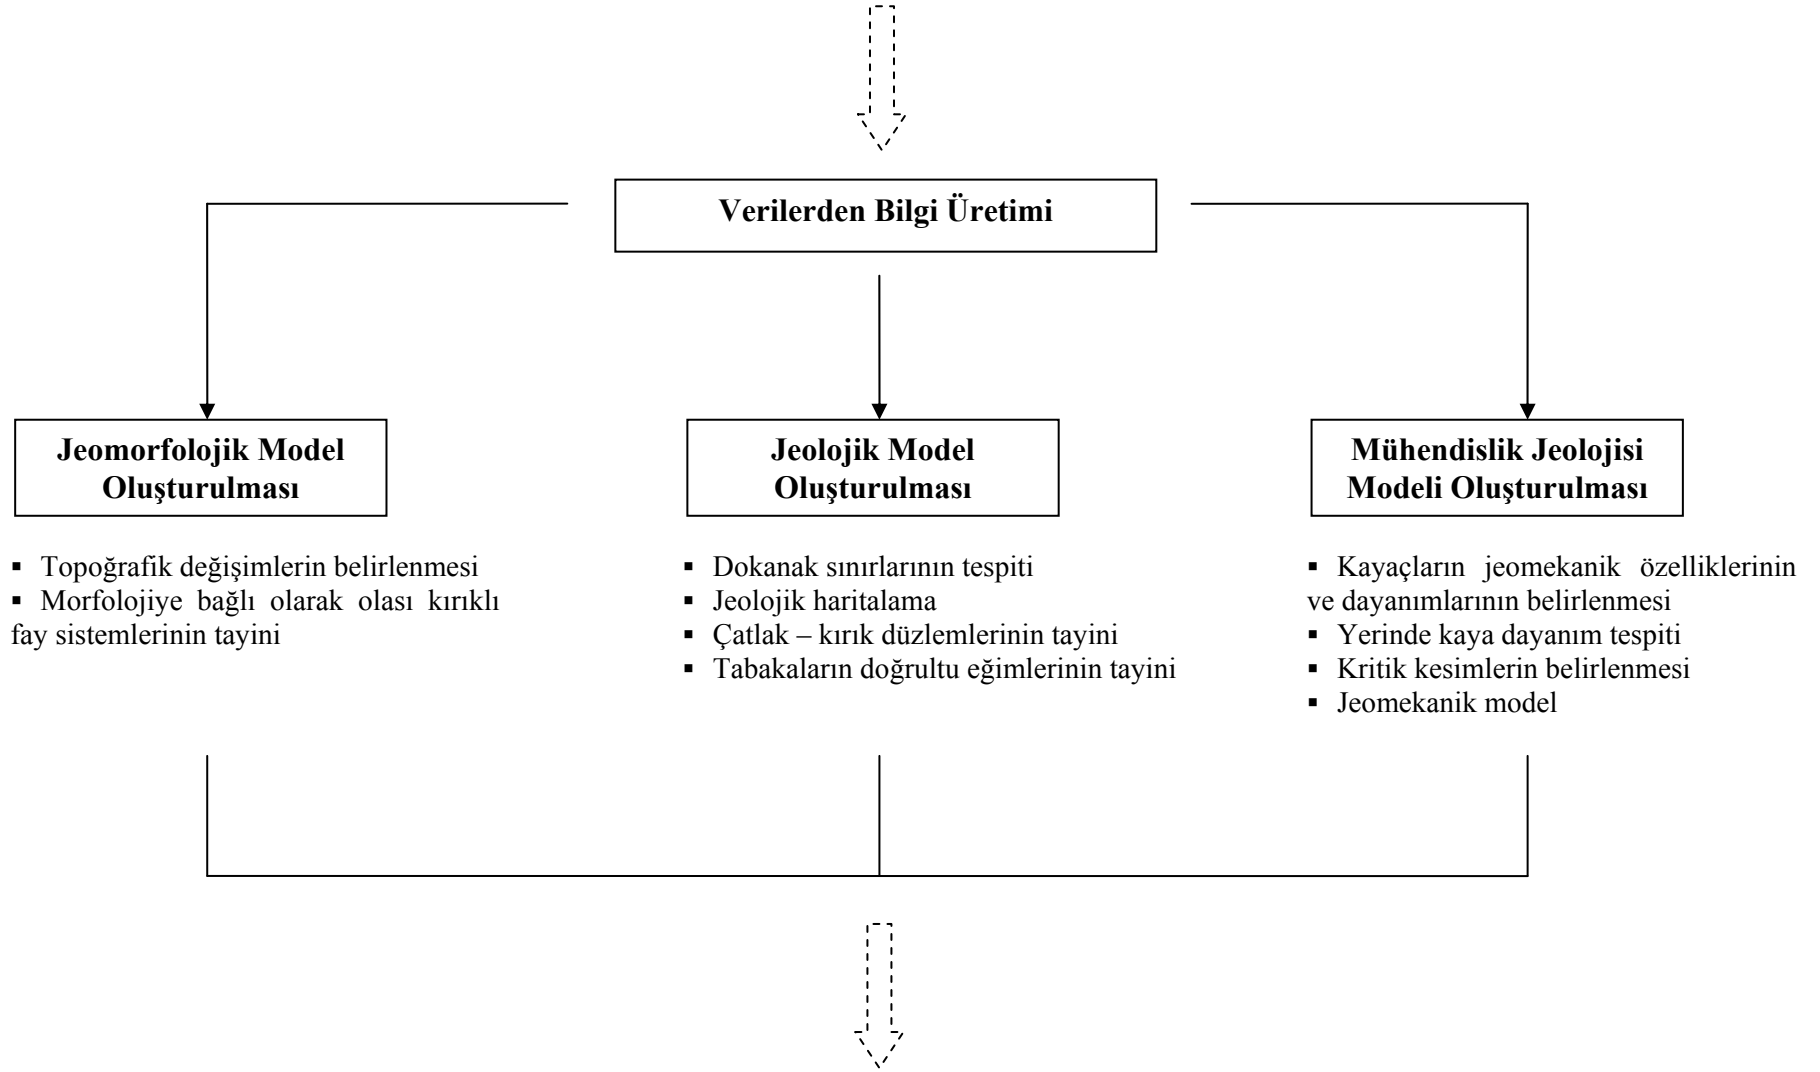 Verilerden Bilgi Üretimi
Jeomorfolojik Model
Oluşturulması
▪ Topoğrafik değişimlerin belirlenmesi
▪ Morfolojiye bağlı olarak olası kırıklı
fay sistemlerinin tayini
Jeolojik Model
Oluşturulması
▪ Dokanak sınırlarının tespiti
▪ Jeolojik haritalama
▪ Çatlak – kırık düzlemlerinin tayini
▪ Tabakaların doğrultu eğimlerinin tayini
Mühendislik Jeolojisi
Modeli Oluşturulması
▪ Kayaçların jeomekanik özelliklerinin
ve dayanımlarının belirlenmesi
▪ Yerinde kaya dayanım tespiti
▪ Kritik kesimlerin belirlenmesi
▪ Jeomekanik model